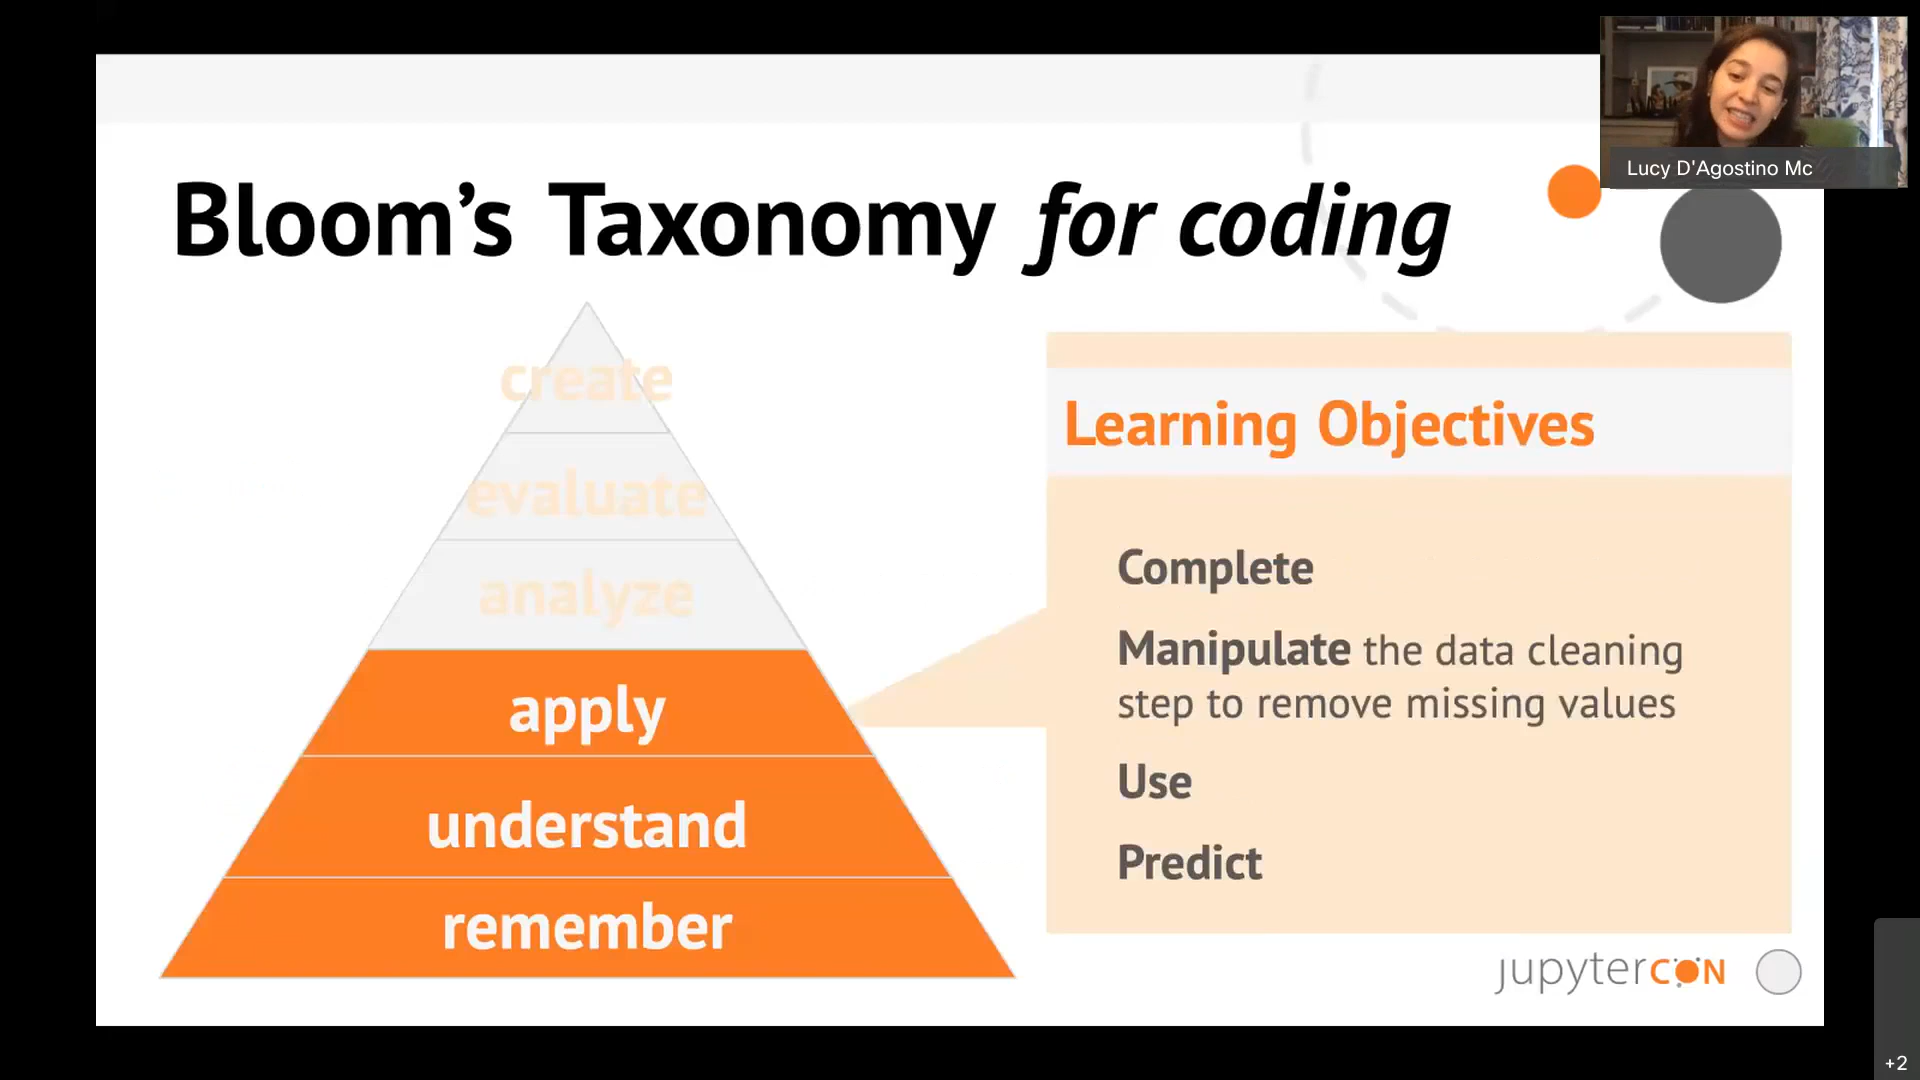 Lucy D'Agostino Mc
Bloom's Taxonomy for coding
create
evaluate
analyze
apply
understand
remember
Learning Objectives
Complete
Manipulate the data cleaning
step to remove missing values
Use
Predict
jupytercon
+2